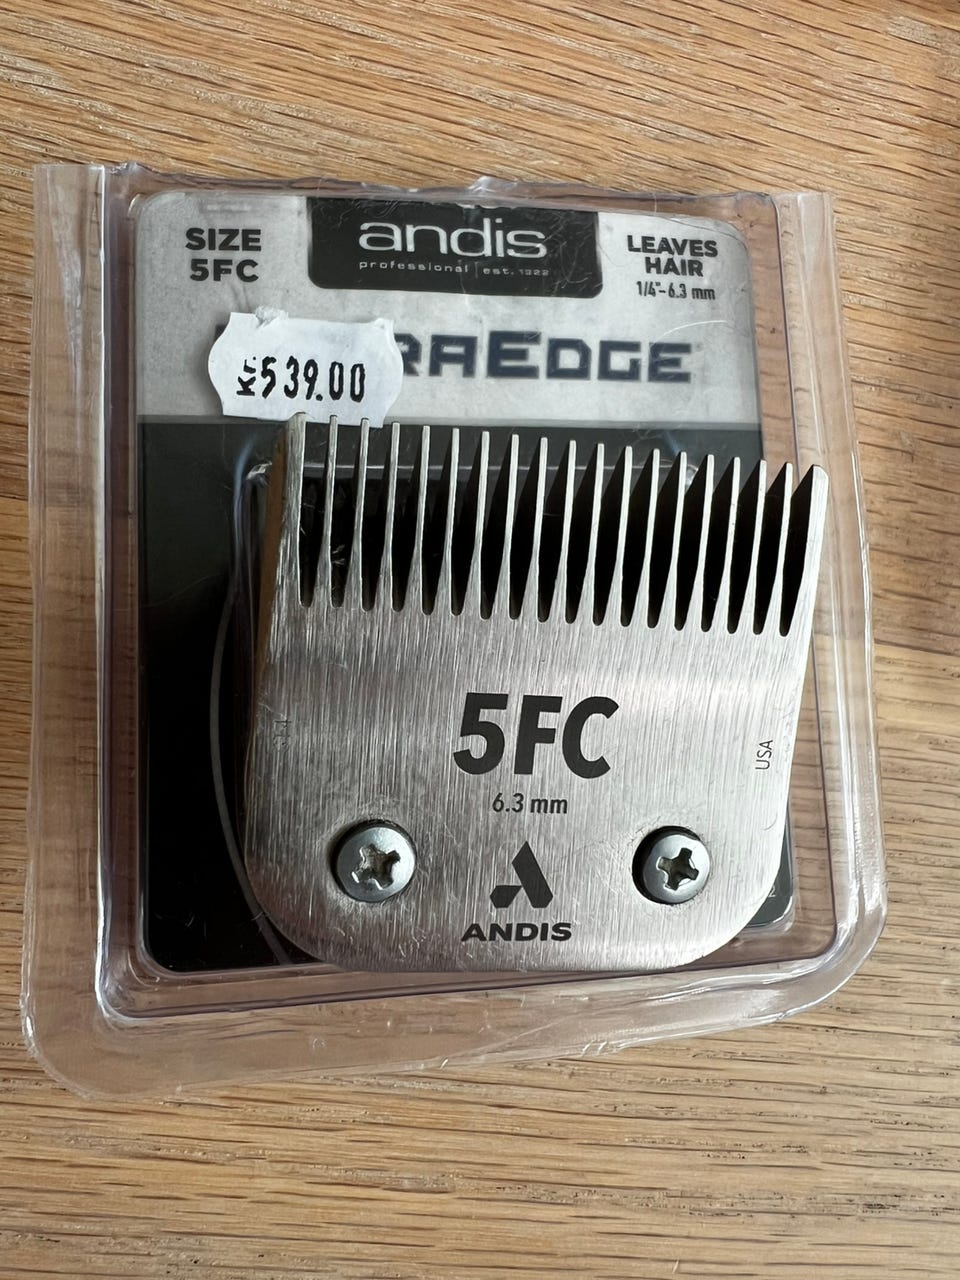 SIZE
5FC
andis
professional | est. 1922
LEAVES
HAIR
1/4"-6.3 mm
Kr.539.00
5FC
6.3 mm
USA
ANDIS